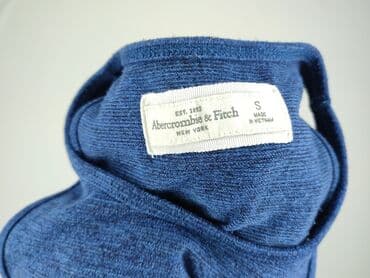 EST. 1892
Abercrombie & Fitch
NEW YORK
S
MADE
IN VIETNAM